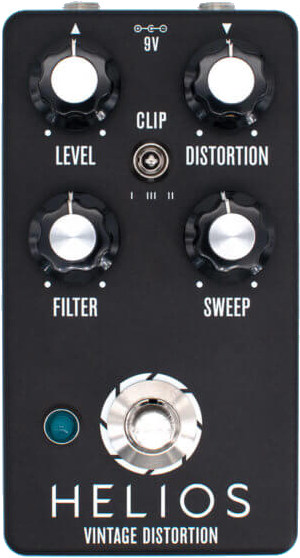 9V
CLIP
LEVEL
DISTORTION
I III II
FILTER
SWEEP
HELIOS
VINTAGE DISTORTION